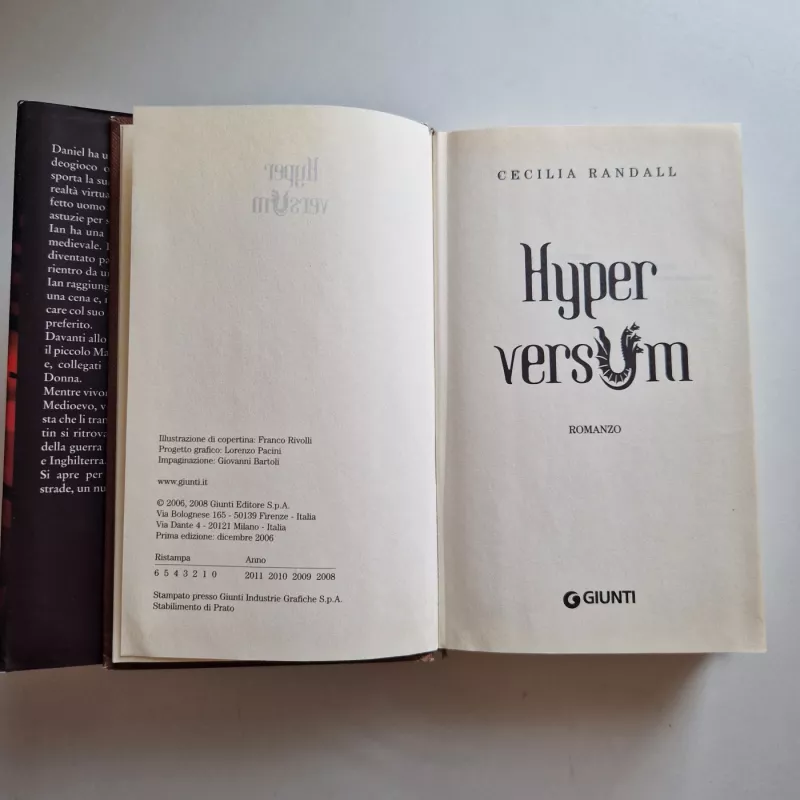 Daniel ha
deogioco
sporta la
realtà virtua
fetto uomo
astuzie per
Ian ha una
medievale.
diventato
rientro da
Ian raggiung
una cena e,
care col suo
preferito.
Davanti allo
il piccolo
e, collegati
Donna.
Mentre
Medioevo,
sta che li
tin si ritrova
della guerra
e Inghilterra.
Si apre per
strade, un
Hyper
versUm
Illustrazione di copertina: Franco Rivolli
Progetto grafico: Lorenzo Pacini
Impaginazione: Giovanni Bartoli
www.giunti.it
© 2006, 2008 Giunti Editore S.p.A.
Via Bolognese 165 - 50139 Firenze - Italia
Via Dante 4 - 20121 Milano - Italia
Prima edizione: dicembre 2006
Ristampa Anno
6 5 4 3 2 1 0 2011 2010 2009 2008
Stampato presso Giunti Industrie Grafiche S.p.A.
Stabilimento di Prato
CECILIA RANDALL
Hyper
versUm
ROMANZO
GIUNTI